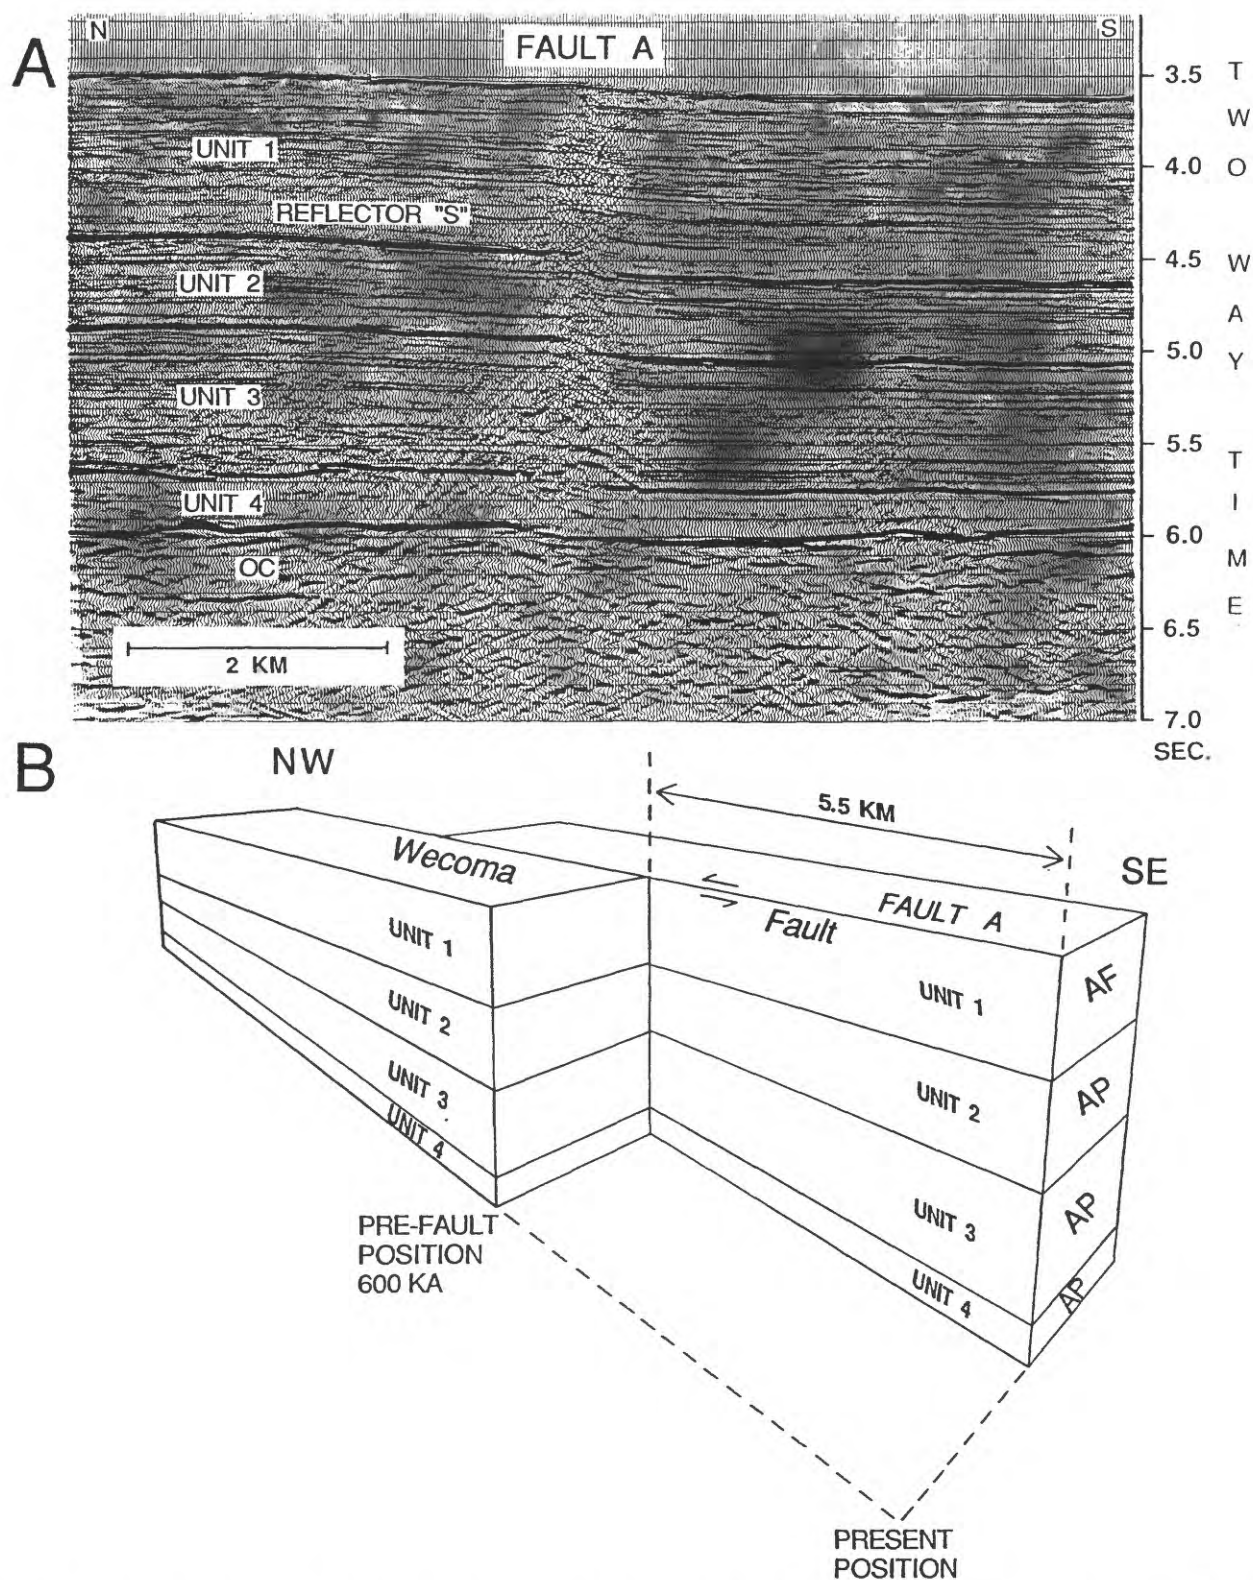 A
N
FAULT A
S
UNIT 1
REFLECTOR "S"
UNIT 2
UNIT 3
UNIT 4
OC
2 KM
3.5
4.0
4.5
5.0
5.5
6.0
6.5
7.0
SEC.
TWO WAY TIME
B
NW
5.5 KM
SE
Wecoma
FAULT A
Fault
UNIT 1
UNIT 2
UNIT 3
UNIT 4
UNIT 1
UNIT 2
UNIT 3
UNIT 4
AF
AP
AP
AP
PRE-FAULT
POSITION
600 KA
PRESENT
POSITION